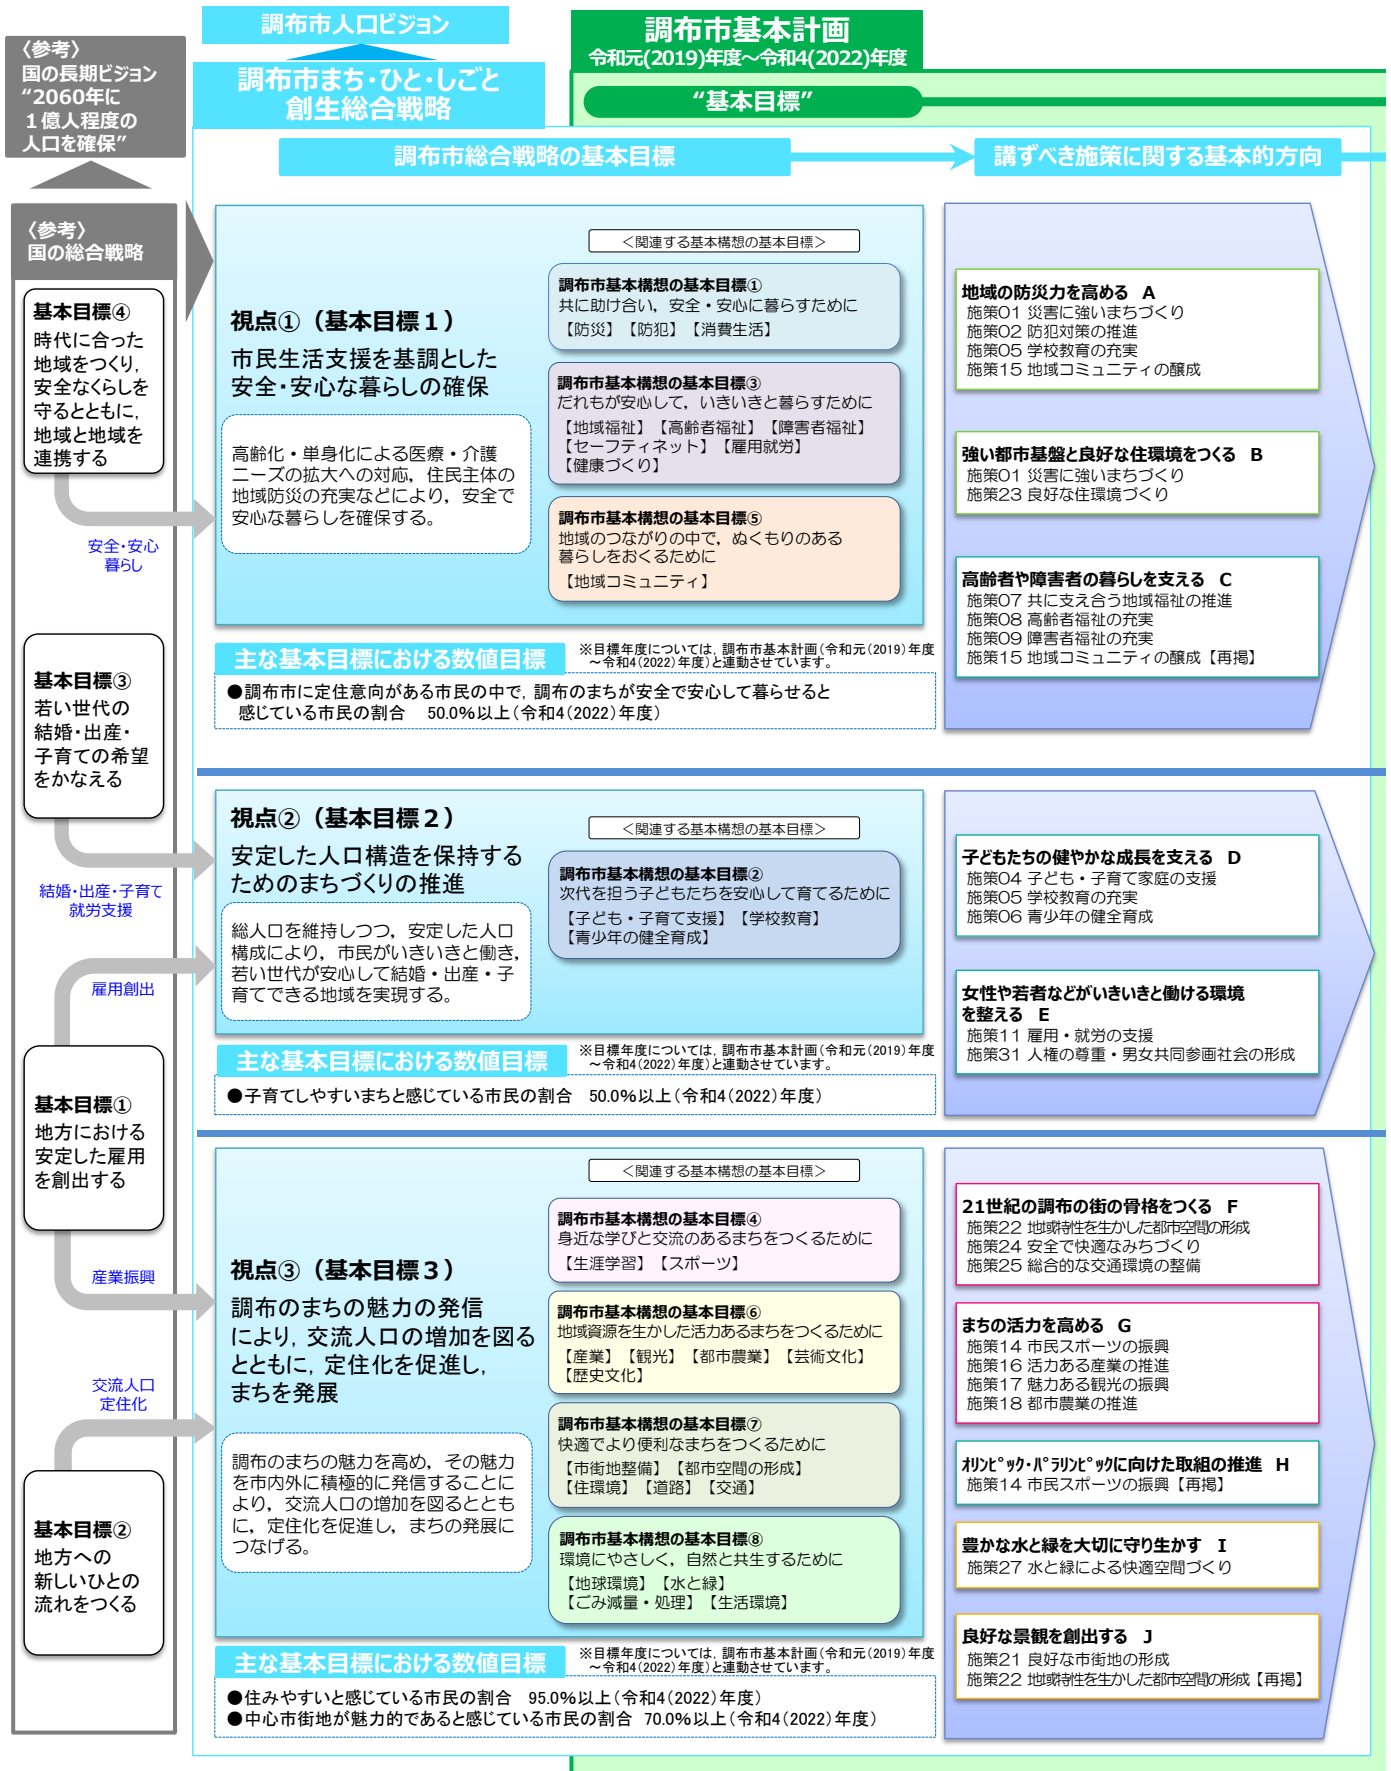 調布市人口ビジョン
調布市まち・ひと・しごと
創生総合戦略
調布市基本計画
令和元(2019)年度～令和4(2022)年度
“基本目標”
〈参考〉
国の長期ビジョン
“2060年に
１億人程度の
人口を確保”
調布市総合戦略の基本目標
講ずべき施策に関する基本的方向
〈参考〉
国の総合戦略
基本目標④
時代に合った
地域をつくり,
安全なくらしを
守るとともに,
地域と地域を
連携する
安全・安心
暮らし
基本目標③
若い世代の
結婚・出産・
子育ての希望
をかなえる
結婚・出産・子育て
就労支援
雇用創出
基本目標①
地方における
安定した雇用
を創出する
産業振興
交流人口
定住化
基本目標②
地方への
新しいひとの
流れをつくる
視点①（基本目標１）
市民生活支援を基調とした
安全・安心な暮らしの確保
高齢化・単身化による医療・介護
ニーズの拡大への対応，住民主体の
地域防災の充実などにより，安全で
安心な暮らしを確保する。
＜関連する基本構想の基本目標＞
調布市基本構想の基本目標①
共に助け合い，安全・安心に暮らすために
【防災】【防犯】【消費生活】
調布市基本構想の基本目標③
だれもが安心して，いきいきと暮らすために
【地域福祉】【高齢者福祉】【障害者福祉】
【セーフティネット】【雇用就労】
【健康づくり】
調布市基本構想の基本目標⑤
地域のつながりの中で，ぬくもりのある
暮らしをおくるために
【地域コミュニティ】
主な基本目標における数値目標
※目標年度については，調布市基本計画（令和元（2019）年度
～令和4（2022）年度）と連動させています。
●調布市に定住意向がある市民の中で，調布のまちが安全で安心して暮らせると
感じている市民の割合　50.0%以上（令和4（2022）年度）
地域の防災力を高める　A
施策01 災害に強いまちづくり
施策02 防犯対策の推進
施策05 学校教育の充実
施策15 地域コミュニティの醸成
強い都市基盤と良好な住環境をつくる　B
施策01 災害に強いまちづくり
施策23 良好な住環境づくり
高齢者や障害者の暮らしを支える　C
施策07 共に支え合う地域福祉の推進
施策08 高齢者福祉の充実
施策09 障害者福祉の充実
施策15 地域コミュニティの醸成【再掲】
視点②（基本目標２）
安定した人口構造を保持する
ためのまちづくりの推進
総人口を維持しつつ，安定した人口
構成により，市民がいきいきと働き，
若い世代が安心して結婚・出産・子
育てできる地域を実現する。
＜関連する基本構想の基本目標＞
調布市基本構想の基本目標②
次代を担う子どもたちを安心して育てるために
【子ども・子育て支援】【学校教育】
【青少年の健全育成】
主な基本目標における数値目標
※目標年度については，調布市基本計画（令和元（2019）年度
～令和4（2022）年度）と連動させています。
●子育てしやすいまちと感じている市民の割合　50.0%以上（令和4（2022）年度）
子どもたちの健やかな成長を支える　D
施策04 子ども・子育て家庭の支援
施策05 学校教育の充実
施策06 青少年の健全育成
女性や若者などがいきいきと働ける環境
を整える　E
施策11 雇用・就労の支援
施策31 人権の尊重・男女共同参画社会の形成
視点③（基本目標３）
調布のまちの魅力の発信
により，交流人口の増加を図る
とともに，定住化を促進し，
まちを発展
調布のまちの魅力を高め，その魅力
を市内外に積極的に発信することに
より，交流人口の増加を図るととも
に，定住化を促進し，まちの発展に
つなげる。
＜関連する基本構想の基本目標＞
調布市基本構想の基本目標④
身近な学びと交流のあるまちをつくるために
【生涯学習】【スポーツ】
調布市基本構想の基本目標⑥
地域資源を生かした活力あるまちをつくるために
【産業】【観光】【都市農業】【芸術文化】
【歴史文化】
調布市基本構想の基本目標⑦
快適でより便利なまちをつくるために
【市街地整備】【都市空間の形成】
【住環境】【道路】【交通】
調布市基本構想の基本目標⑧
環境にやさしく，自然と共生するために
【地球環境】【水と緑】
【ごみ減量・処理】【生活環境】
主な基本目標における数値目標
※目標年度については，調布市基本計画（令和元（2019）年度
～令和4（2022）年度）と連動させています。
●住みやすいと感じている市民の割合　95.0%以上（令和4（2022）年度）
●中心市街地が魅力的であると感じている市民の割合　70.0%以上（令和4（2022）年度）
21世紀の調布の街の骨格をつくる　F
施策22 地域特性を生かした都市空間の形成
施策24 安全で快適なみちづくり
施策25 総合的な交通環境の整備
まちの活力を高める　G
施策14 市民スポーツの振興
施策16 活力ある産業の推進
施策17 魅力ある観光の振興
施策18 都市農業の推進
ｵﾘﾝﾋﾟｯｸ・ﾊﾟﾗﾘﾝﾋﾟｯｸに向けた取組の推進　H
施策14 市民スポーツの振興【再掲】
豊かな水と緑を大切に守り生かす　I
施策27 水と緑による快適空間づくり
良好な景観を創出する　J
施策21 良好な市街地の形成
施策22 地域特性を生かした都市空間の形成【再掲】